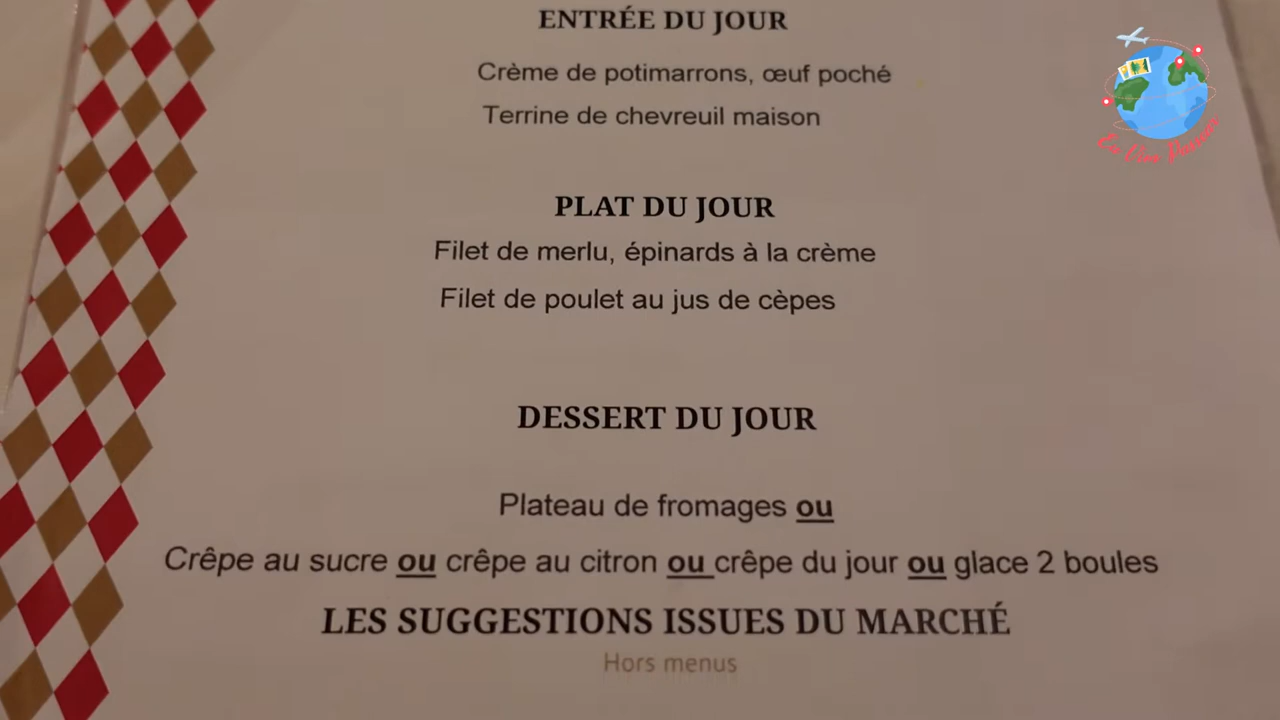 ENTRÉE DU JOUR
Crème de potimarrons, œuf poché
Terrine de chevreuil maison
PLAT DU JOUR
Filet de merlu, épinards à la crème
Filet de poulet au jus de cèpes
DESSERT DU JOUR
Plateau de fromages ou
Crêpe au sucre ou crêpe au citron ou crêpe du jour ou glace 2 boules
LES SUGGESTIONS ISSUES DU MARCHÉ
Hors menus